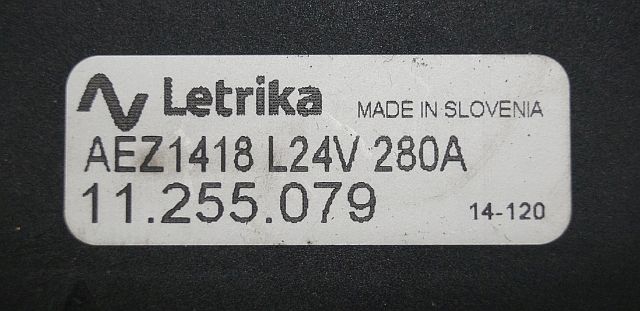 Letrika MADE IN SLOVENIA
AEZ1418 L24V 280A
11.255.079 14-120